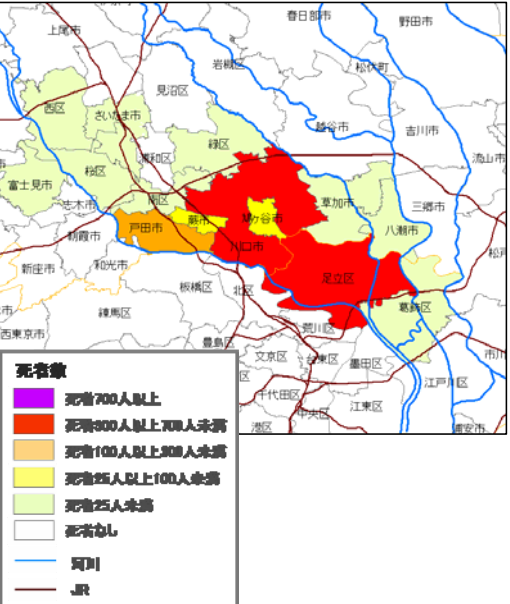 春日部市
野田市
上尾市
岩槻区
松伏町
見沼区
西区
さいたま市
越谷市
吉川市
緑区
浦和区
流山市
桜区
富士見市
南区
志木市
草加市
三郷市
蕨市
戸田市
八潮市
朝霞市
川口市
新座市
和光市
足立区
板橋区
北区
葛飾区
練馬区
荒川区
西東京市
豊島区
文京区
台東区
墨田区
市川
江戸川区
千代田区
江東区
中央区
港区
浦安市
死者数
死者700人以上
死者300人以上700人未満
死者100人以上300人未満
死者25人以上100人未満
死者25人未満
死者なし
河川
JR